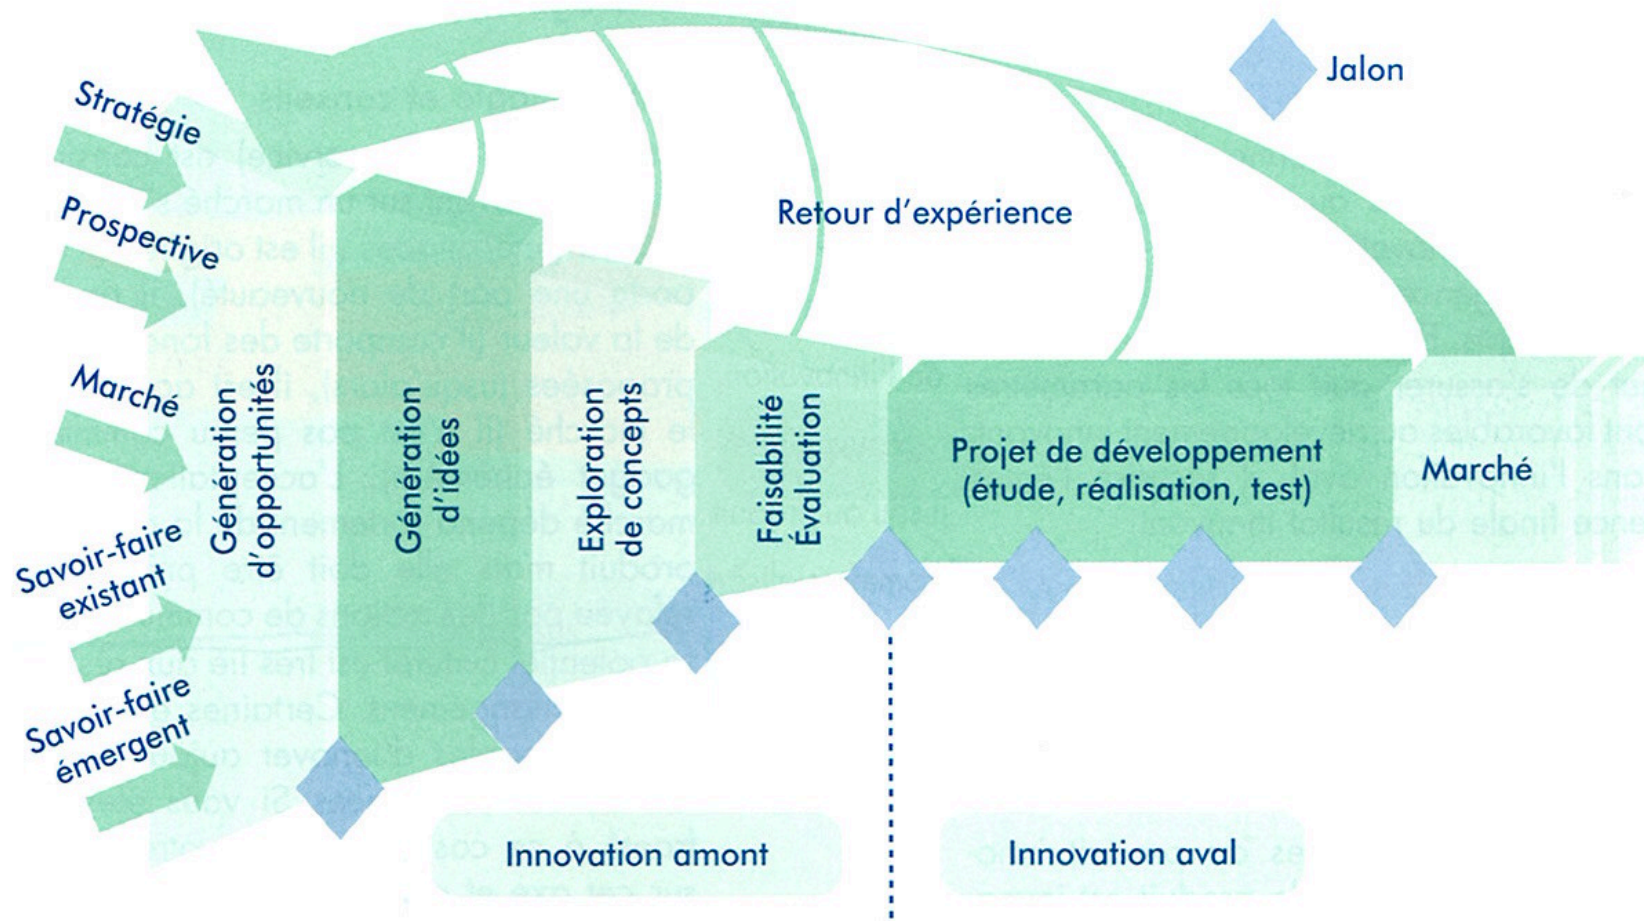 Jalon
Stratégie
Prospective
Marché
Savoir-faire
existant
Savoir-faire
émergent
Retour d'expérience
Génération
d'opportunités
Génération
d'idées
Exploration
de concepts
Faisabilité
Évaluation
Projet de développement
(étude, réalisation, test)
Marché
Innovation amont
Innovation aval